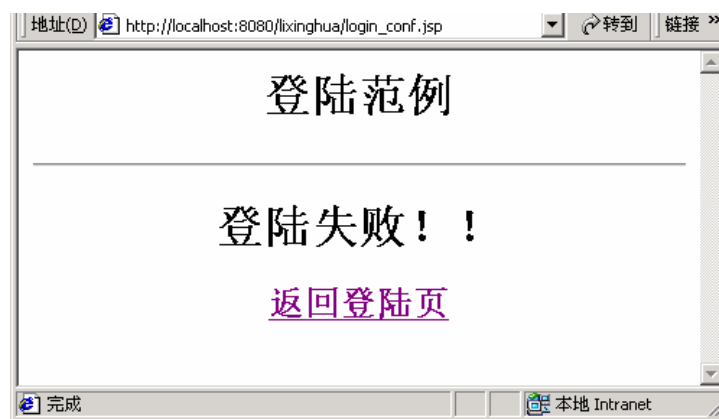 地址(D) http://localhost:8080/lixinghua/login_conf.jsp 转到 链接 »
登陆范例
登陆失败！！
返回登陆页
完成 本地 Intranet